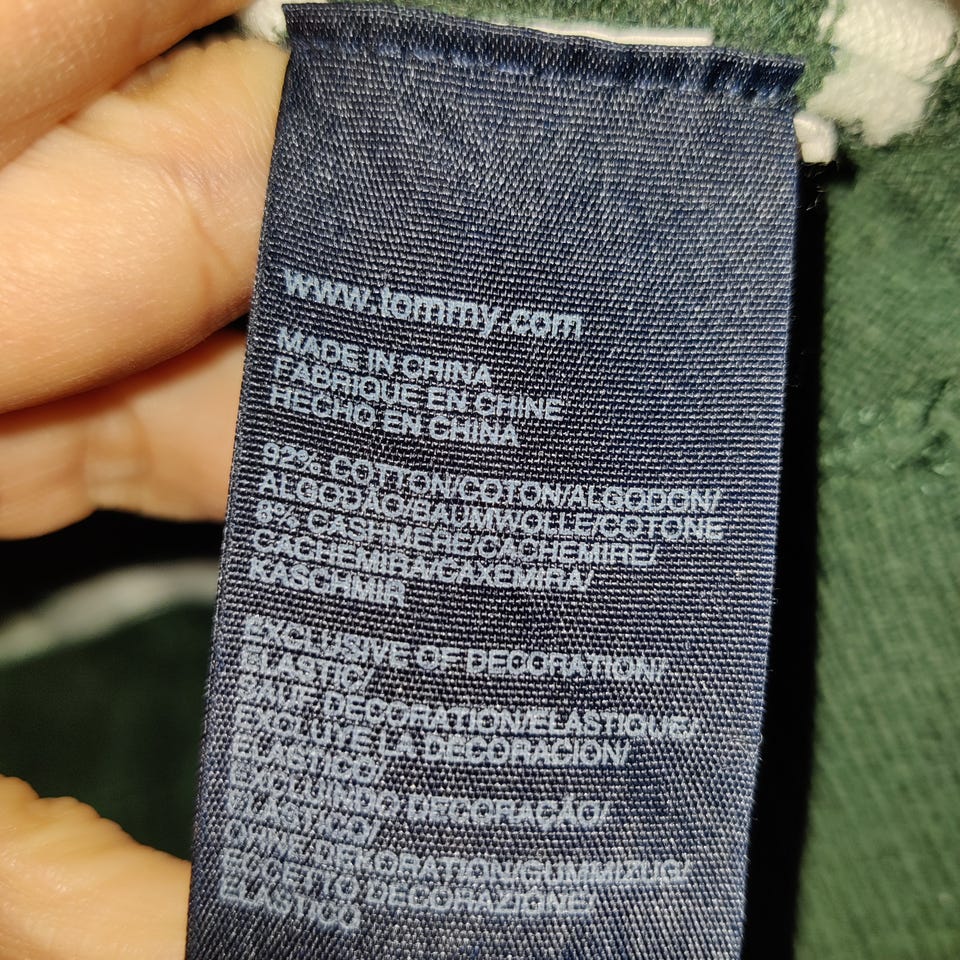 www.tommy.com
MADE IN CHINA
FABRIQUE EN CHINE
HECHO EN CHINA
92% COTTON/COTON/ALGODON/
ALGODÃO/BAUMWOLLE/COTONE
8% CASHMERE/CACHEMIRE/
CACHEMIRA/CAXEMIRA/
KASCHMIR
EXCLUSIVE OF DECORATION/
ELASTIC/
SAUF DECORATION/ELASTIQUE/
EXCLUYE LA DECORACION/
ELASTICO/
EXCLUINDO DECORAÇÃO/
ELASTICO/
OHNE DEKORATION/GUMMIZUG/
ECCETTO DECORAZIONE/
ELASTICO